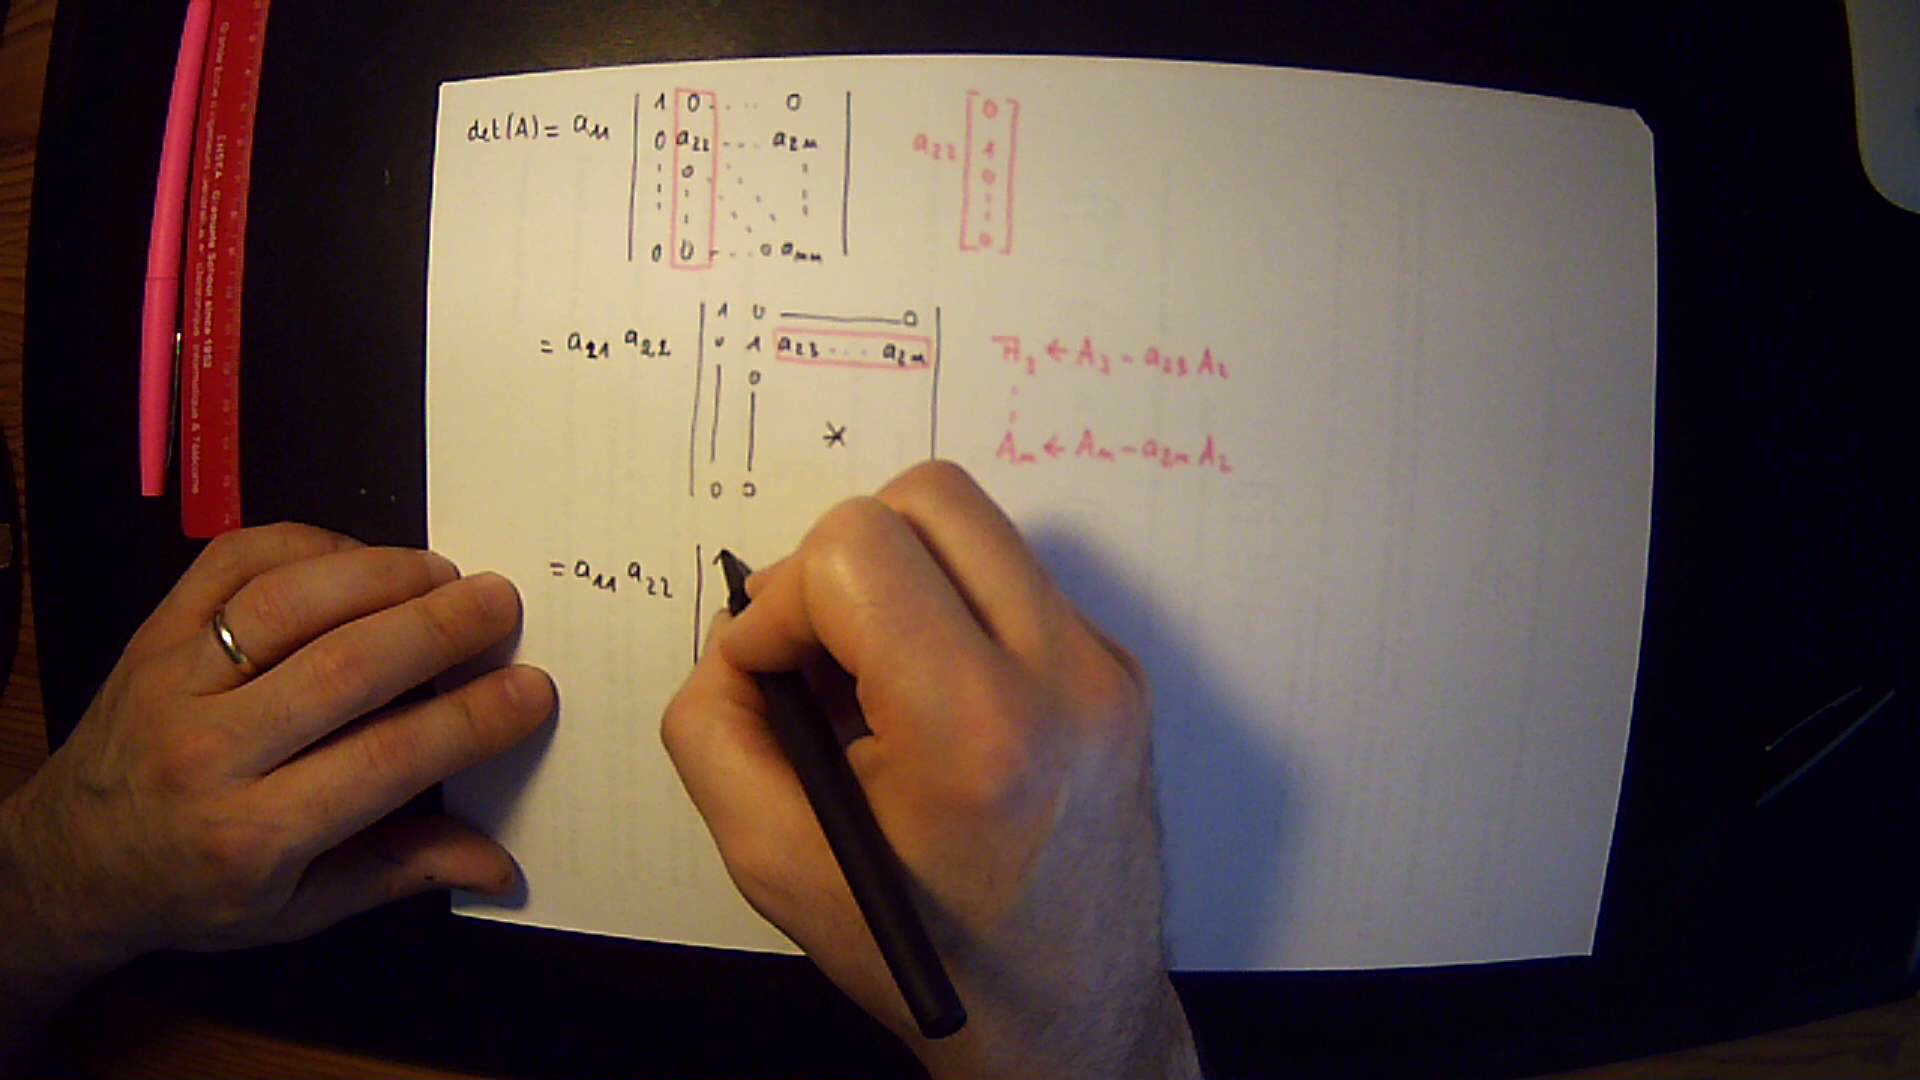 det(A) = a₁₁ | 1 0 . . . . 0 |
| 0 a₂₂ - - . a₂ₙ |
0
| 0 0 - . . 0 aₙₙ |
a₂₂ [ 0 1 0 ⋮ 0 ]
= a₂₁ a₂₂ | 1 0 —— 0 |
| 0 1 a₂₃ . . . a₂ₙ |
0
*
0 0
A₃ ← A₃ - a₂₃ A₂
⋮
Aₙ ← Aₙ - a₂ₙ A₂
= a₁₁ a₂₂ | 1